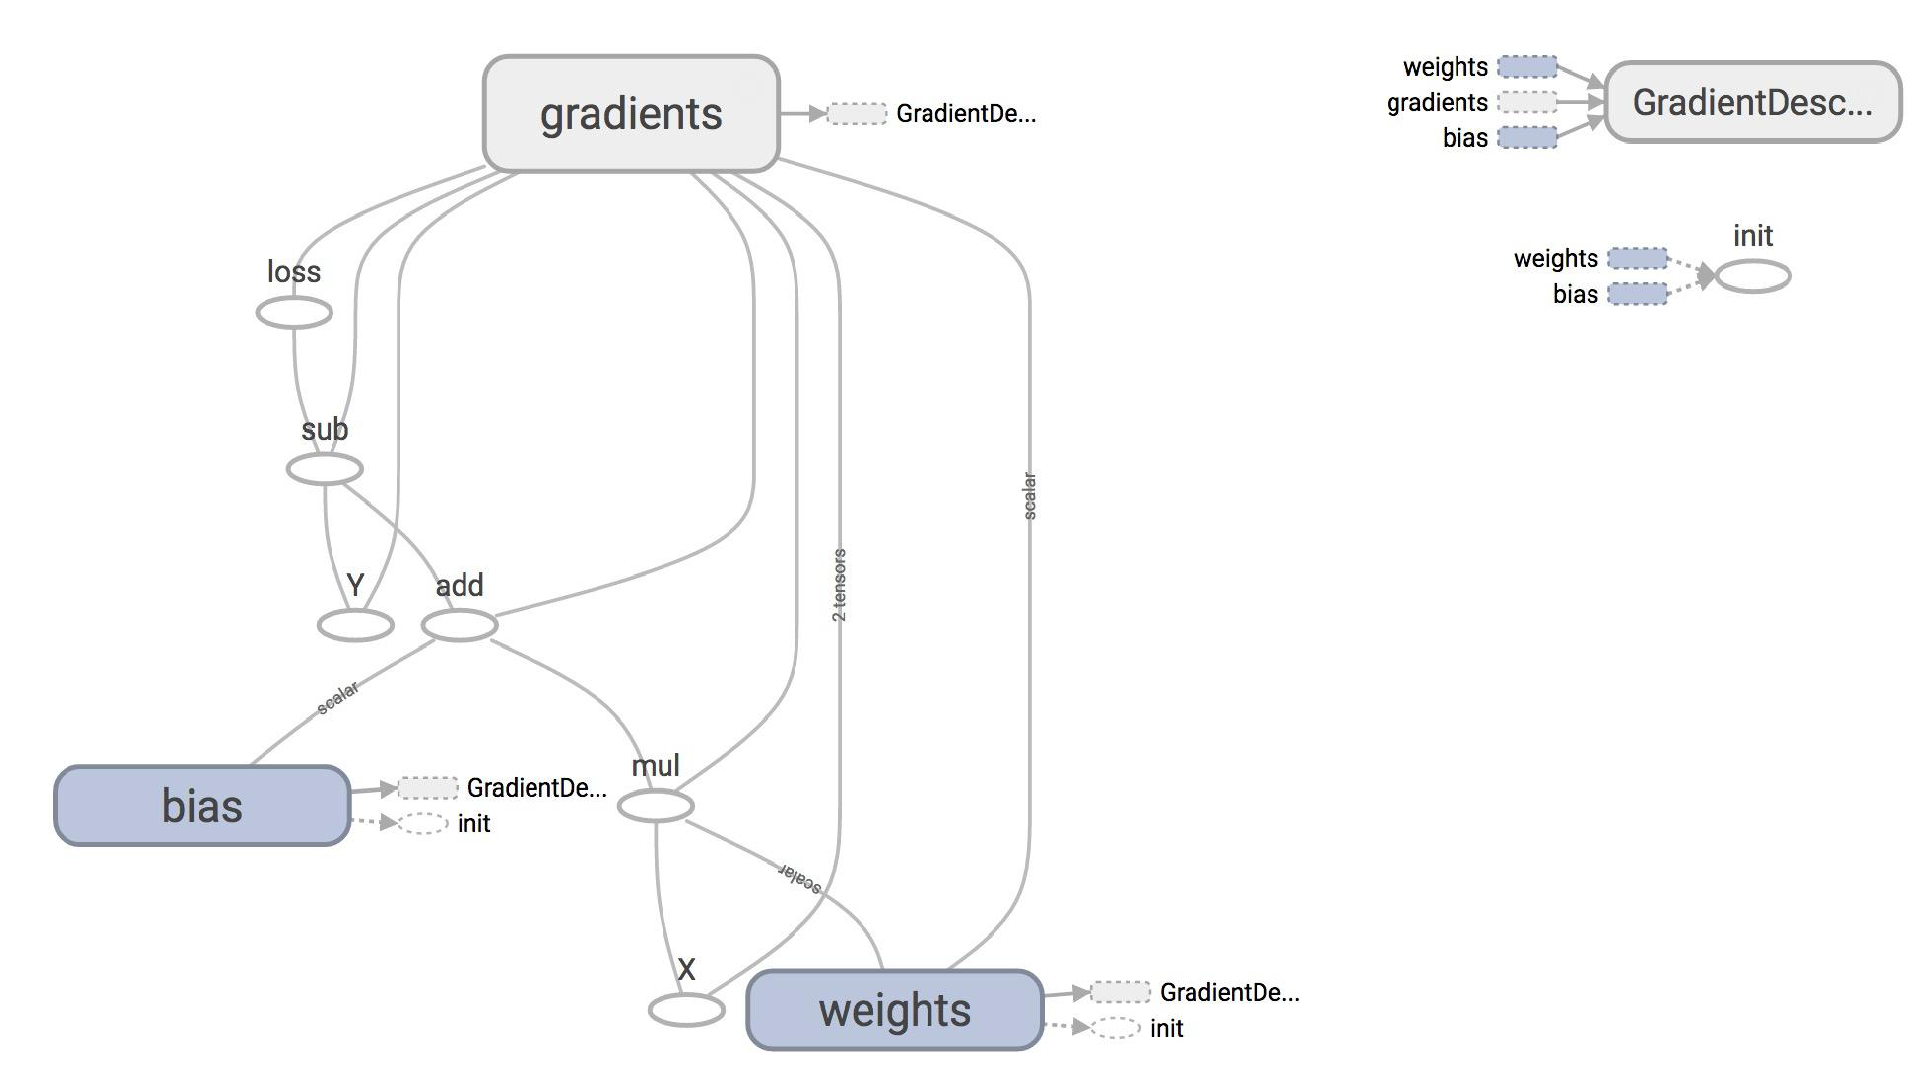 gradients
GradientDe...
weights
gradients
bias
GradientDesc...
init
weights
bias
loss
sub
scalar
2 tensors
Y
add
scalar
mul
bias
GradientDe...
init
scalar
X
weights
GradientDe...
init